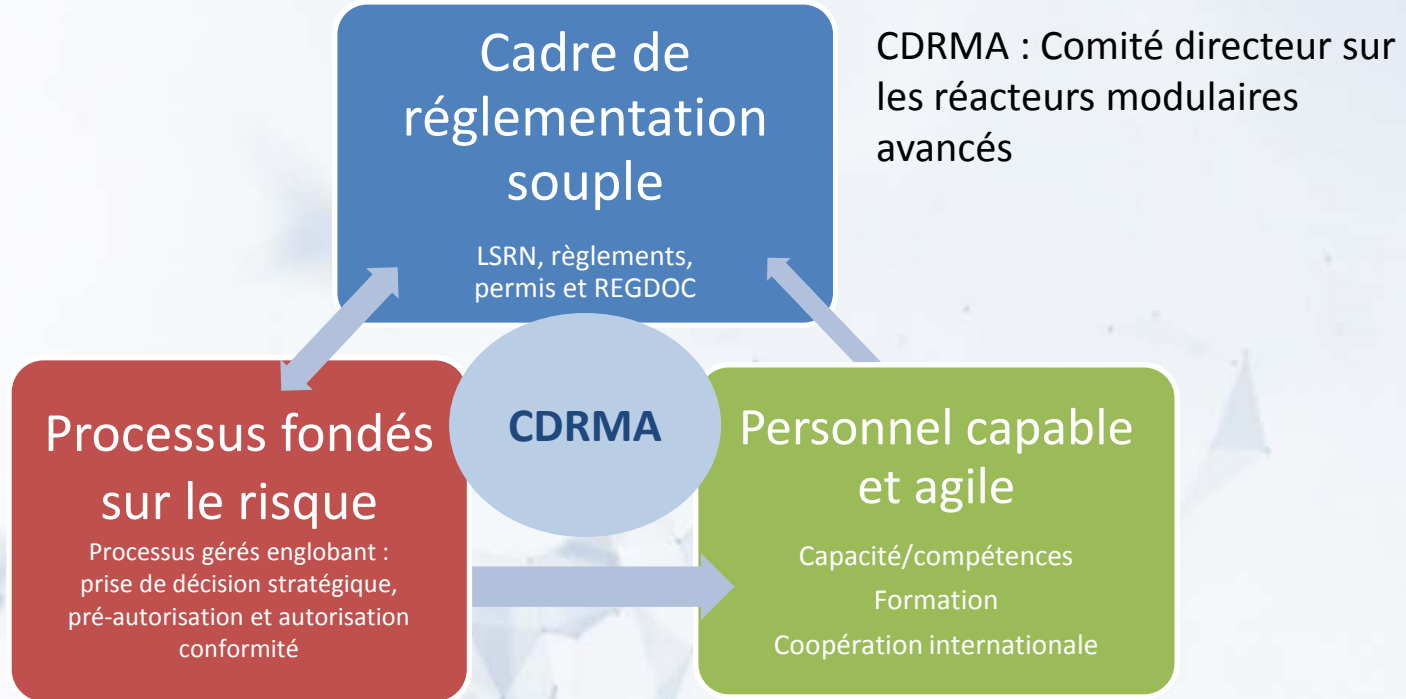 Cadre de
réglementation
souple
LSRN, règlements,
permis et REGDOC
CDRMA : Comité directeur sur
les réacteurs modulaires
avancés
Processus fondés
sur le risque
Processus gérés englobant :
prise de décision stratégique,
pré-autorisation et autorisation
conformité
CDRMA
Personnel capable
et agile
Capacité/compétences
Formation
Coopération internationale